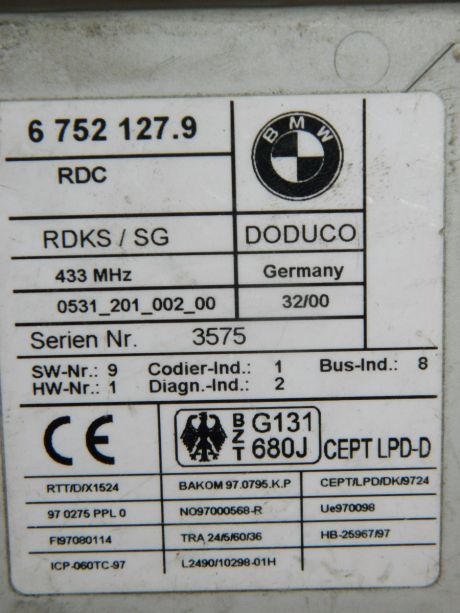 6 752 127.9
BMW
RDC
RDKS / SG
DODUCO
433 MHz
Germany
0531_201_002_00
32/00
Serien Nr. 3575
SW-Nr.: 9 Codier-Ind.: 1 Bus-Ind.: 8
HW-Nr.: 1 Diagn.-Ind.: 2
CE
BZT
G131
680J
CEPT LPD-D
RTT/D/X1524
BAKOM 97.0795.K.P
CEPT/LPD/DK/9724
97 0275 PPL 0
NO97000568-R
Ue970098
FI97080114
TRA 24/5/60/36
HB-25967/97
ICP-060TC-97
L2490/10298-01H